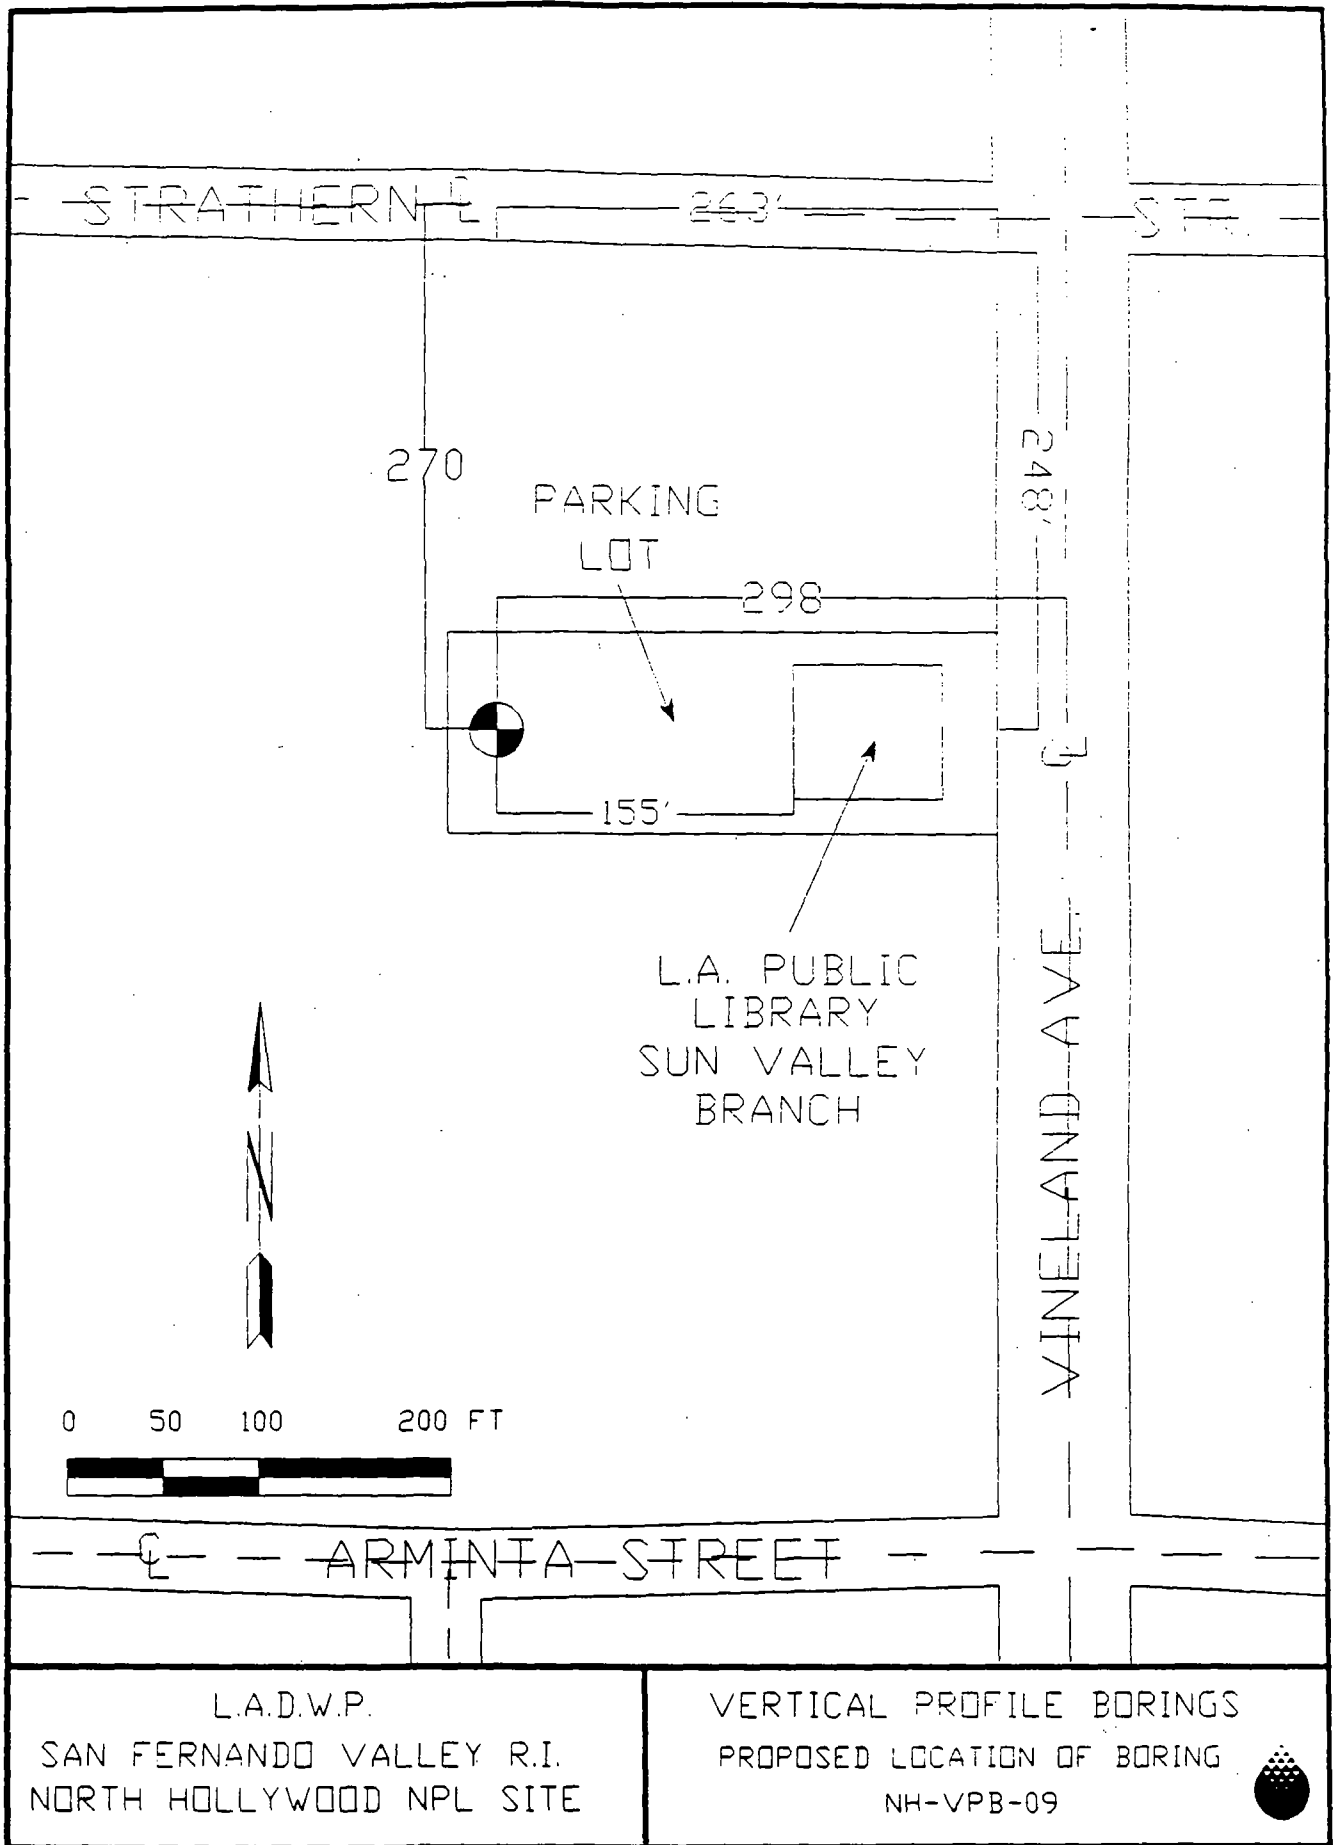 STRATHERN ℄ 263' STR.
270
248'
PARKING
LOT
298
℄
155'
L.A. PUBLIC
LIBRARY
SUN VALLEY
BRANCH
VINELAND AVE.
N
0 50 100 200 FT
℄ ARMINTA STREET
L.A.D.W.P.
SAN FERNANDO VALLEY R.I.
NORTH HOLLYWOOD NPL SITE
VERTICAL PROFILE BORINGS
PROPOSED LOCATION OF BORING
NH-VPB-09